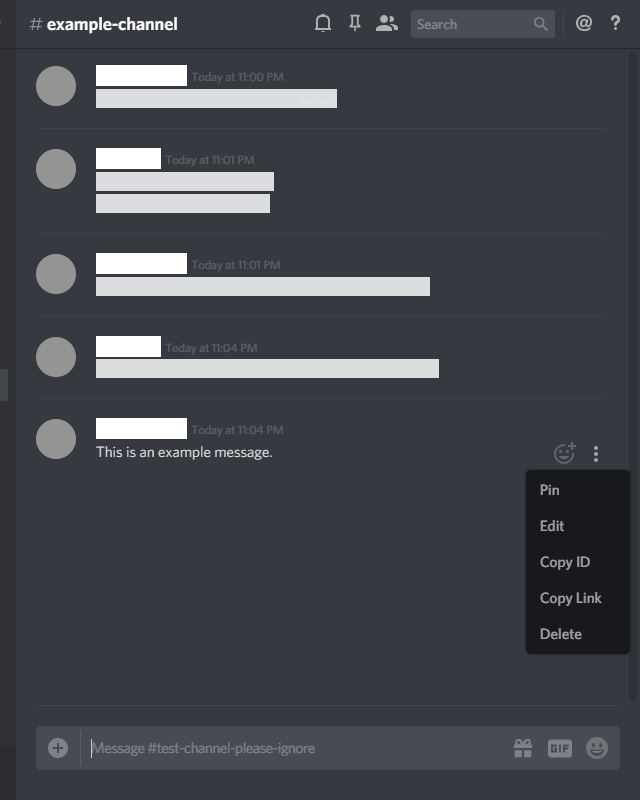 # example-channel
Search
@ ?
Today at 11:00 PM
Today at 11:01 PM
Today at 11:01 PM
Today at 11:04 PM
Today at 11:04 PM
This is an example message.
Pin
Edit
Copy ID
Copy Link
Delete
Message #test-channel-please-ignore
GIF